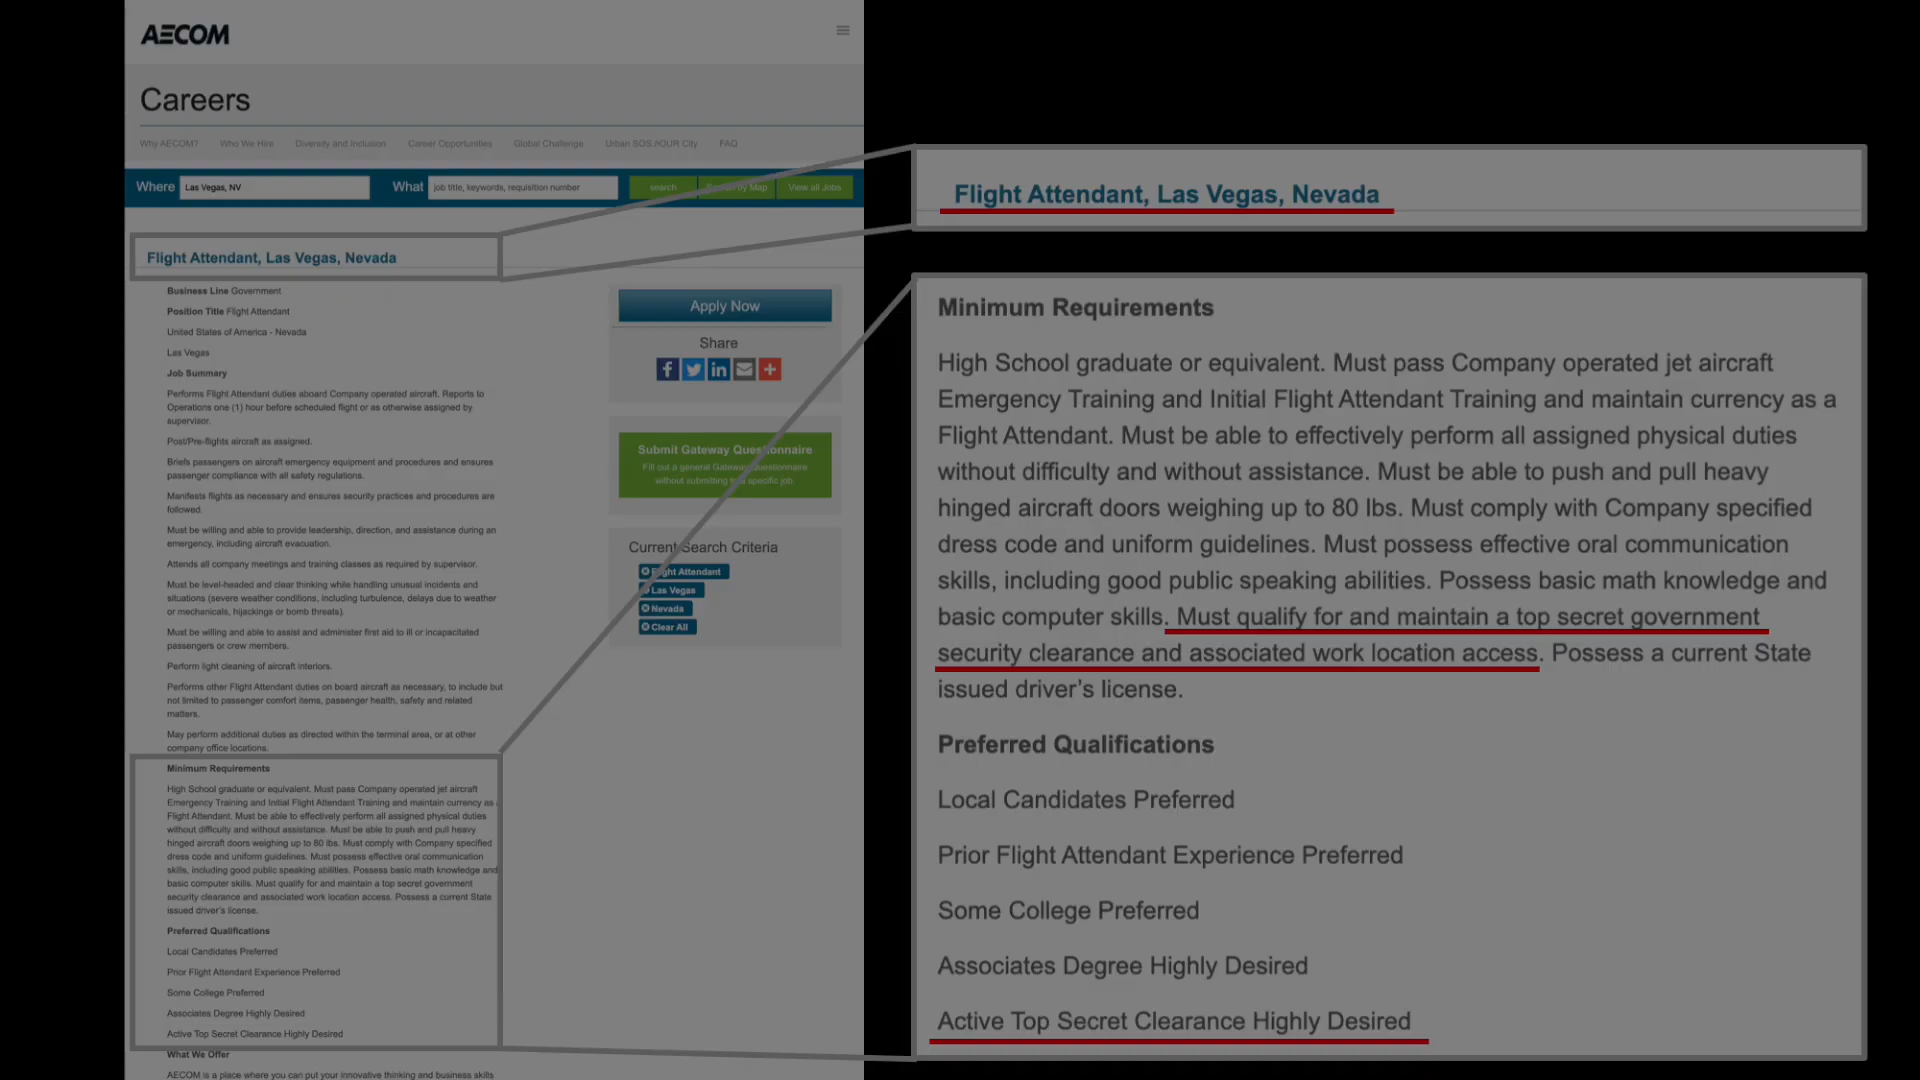 AECOM
Careers
Why AECOM? Who We Hire Diversity and Inclusion Career Opportunities Global Challenge Urban SOS:hOUR City FAQ
Where Las Vegas, NV What job title, keywords, requisition number search by Map View all Jobs
Flight Attendant, Las Vegas, Nevada
Business Line Government
Position Title Flight Attendant
United States of America - Nevada
Las Vegas
Job Summary
Performs Flight Attendant duties aboard Company operated aircraft. Reports to
Operations one (1) hour before scheduled flight or as otherwise assigned by
supervisor.
Post/Pre-flights aircraft as assigned.
Briefs passengers on aircraft emergency equipment and procedures and ensures
passenger compliance with all safety regulations.
Manifests flights as necessary and ensures security practices and procedures are
followed.
Must be willing and able to provide leadership, direction, and assistance during an
emergency, including aircraft evacuation.
Attends all company meetings and training classes as required by supervisor.
Must be level-headed and clear thinking while handling unusual incidents and
situations (severe weather conditions, including turbulence, delays due to weather
or mechanicals, hijackings or bomb threats).
Must be willing and able to assist and administer first aid to ill or incapacitated
passengers or crew members.
Perform light cleaning of aircraft interiors.
Performs other Flight Attendant duties on board aircraft as necessary, to include but
not limited to passenger comfort items, passenger health, safety and related
matters.
May perform additional duties as directed within the terminal area, or at other
company office locations.
Minimum Requirements
High School graduate or equivalent. Must pass Company operated jet aircraft
Emergency Training and Initial Flight Attendant Training and maintain currency as
Flight Attendant. Must be able to effectively perform all assigned physical duties
without difficulty and without assistance. Must be able to push and pull heavy
hinged aircraft doors weighing up to 80 lbs. Must comply with Company specified
dress code and uniform guidelines. Must possess effective oral communication
skills, including good public speaking abilities. Possess basic math knowledge and
basic computer skills. Must qualify for and maintain a top secret government
security clearance and associated work location access. Possess a current State
issued driver's license.
Preferred Qualifications
Local Candidates Preferred
Prior Flight Attendant Experience Preferred
Some College Preferred
Associates Degree Highly Desired
Active Top Secret Clearance Highly Desired
What We Offer
AECOM is a place where you can put your innovative thinking and business skills
Apply Now
Share
Submit Gateway Questionnaire
Fill out a general Gateway Questionnaire
without submitting to a specific job.
Current Search Criteria
Flight Attendant
Las Vegas
Nevada
Clear All
Flight Attendant, Las Vegas, Nevada
Minimum Requirements
High School graduate or equivalent. Must pass Company operated jet aircraft
Emergency Training and Initial Flight Attendant Training and maintain currency as a
Flight Attendant. Must be able to effectively perform all assigned physical duties
without difficulty and without assistance. Must be able to push and pull heavy
hinged aircraft doors weighing up to 80 lbs. Must comply with Company specified
dress code and uniform guidelines. Must possess effective oral communication
skills, including good public speaking abilities. Possess basic math knowledge and
basic computer skills. Must qualify for and maintain a top secret government
security clearance and associated work location access. Possess a current State
issued driver’s license.
Preferred Qualifications
Local Candidates Preferred
Prior Flight Attendant Experience Preferred
Some College Preferred
Associates Degree Highly Desired
Active Top Secret Clearance Highly Desired